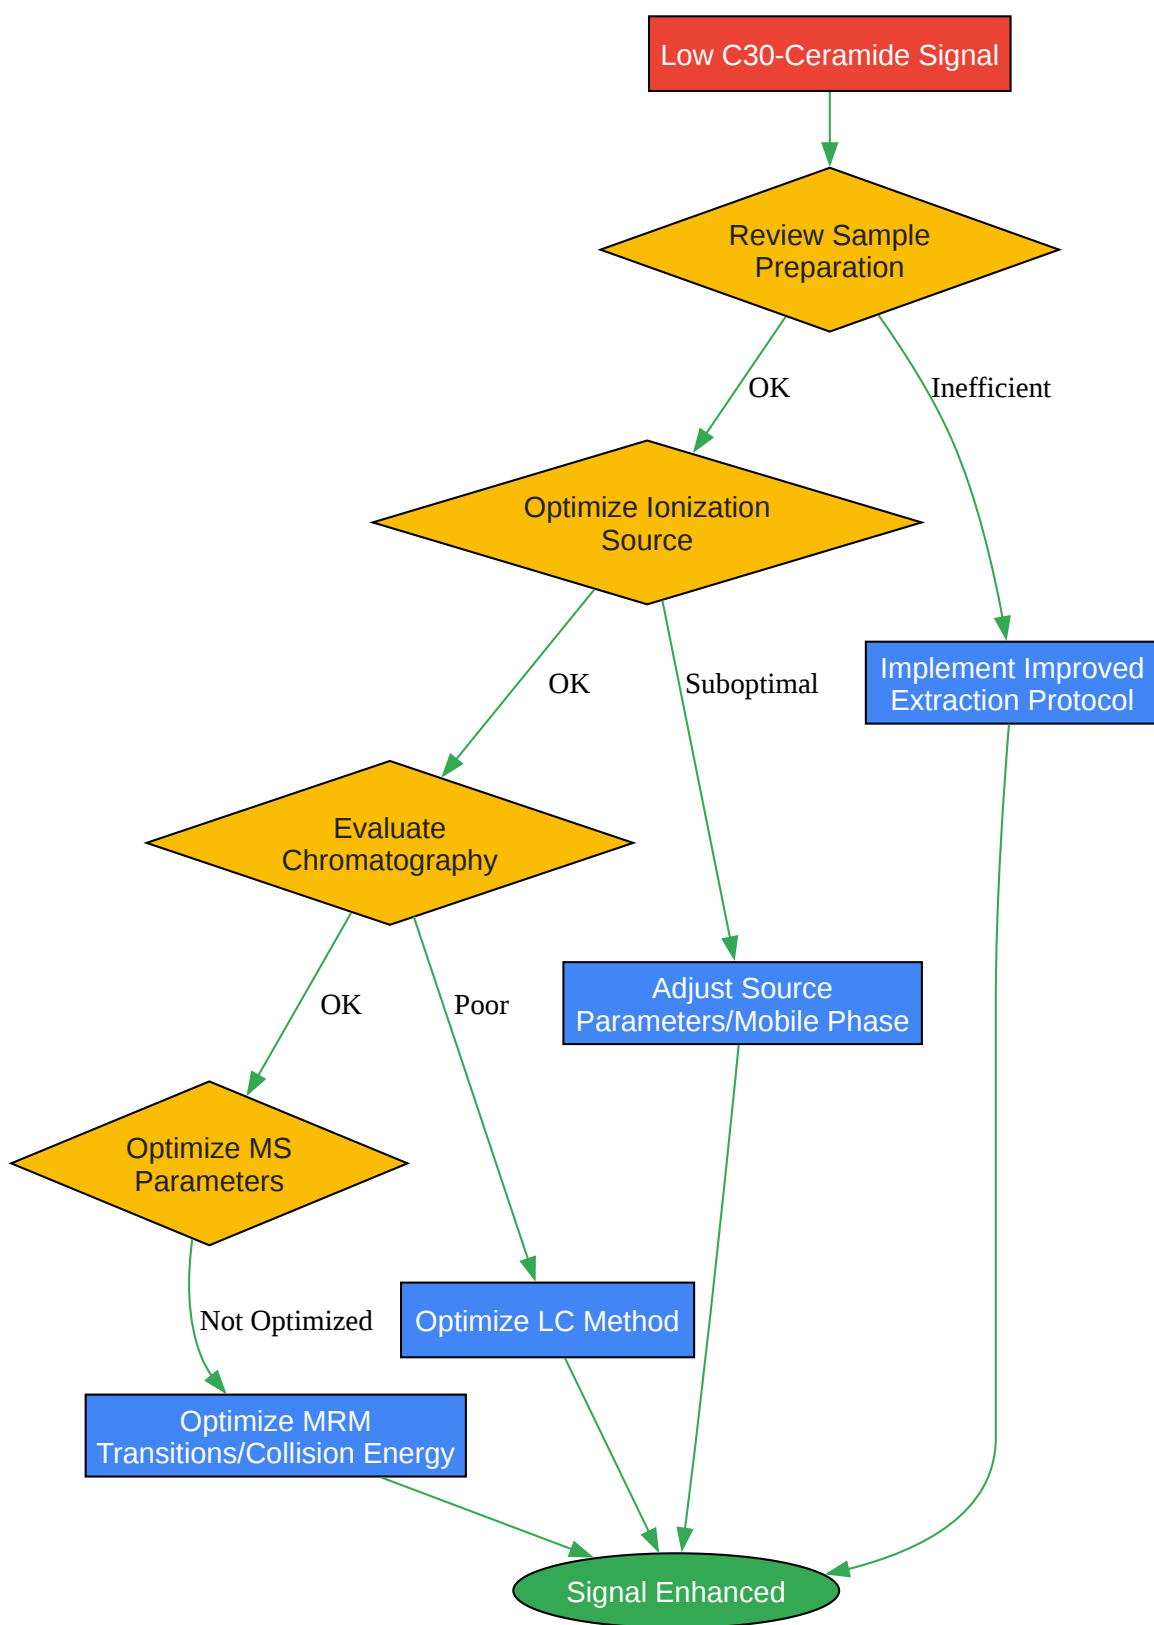 Low C30-Ceramide Signal
Review Sample
Preparation
OK
Inefficient
Optimize Ionization
Source
OK
Suboptimal
Implement Improved
Extraction Protocol
Evaluate
Chromatography
OK
Poor
Adjust Source
Parameters/Mobile Phase
Optimize MS
Parameters
Not Optimized
Optimize LC Method
Optimize MRM
Transitions/Collision Energy
Signal Enhanced